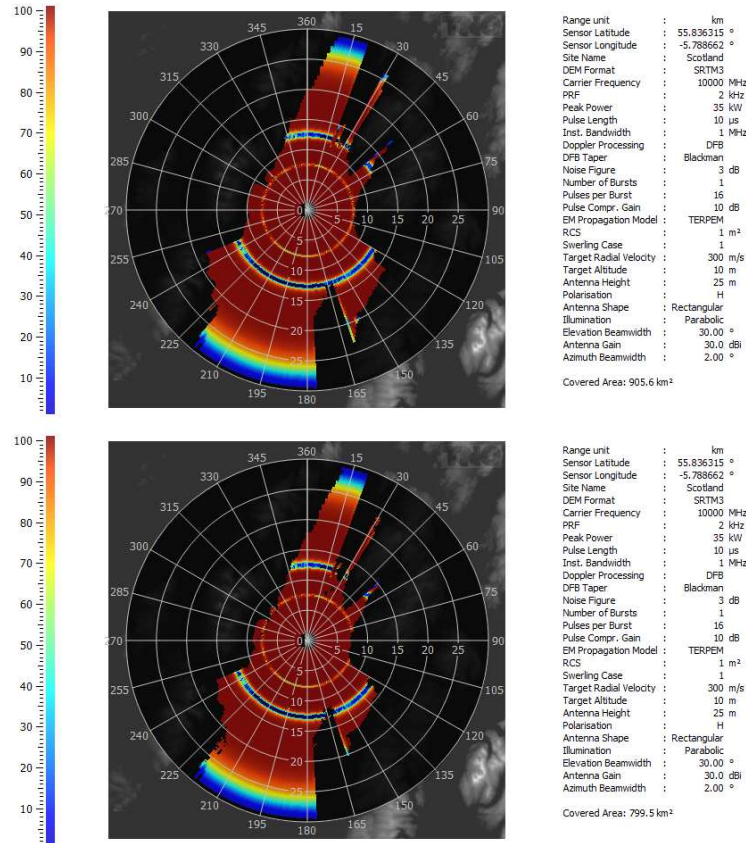 100
90
80
70
60
50
40
30
20
10
360
15
30
45
60
75
90
105
120
135
150
165
180
195
210
225
240
255
270
285
300
315
330
345
0 5 10 15 20 25
5
10
15
20
25
Range unit : km
Sensor Latitude : 55.836315 °
Sensor Longitude : -5.788662 °
Site Name : Scotland
DEM Format : SRTM3
Carrier Frequency : 10000 MHz
PRF : 2 kHz
Peak Power : 35 kW
Pulse Length : 10 µs
Inst. Bandwidth : 1 MHz
Doppler Processing : DFB
DFB Taper : Blackman
Noise Figure : 3 dB
Number of Bursts : 1
Pulses per Burst : 16
Pulse Compr. Gain : 10 dB
EM Propagation Model : TERPEM
RCS : 1 m²
Swerling Case : 1
Target Radial Velocity : 300 m/s
Target Altitude : 10 m
Antenna Height : 25 m
Polarisation : H
Antenna Shape : Rectangular
Illumination : Parabolic
Elevation Beamwidth : 30.00 °
Antenna Gain : 30.0 dBi
Azimuth Beamwidth : 2.00 °
Covered Area: 905.6 km²
100
90
80
70
60
50
40
30
20
10
360
15
30
45
60
75
90
105
120
135
150
165
180
195
210
225
240
255
270
285
300
315
330
345
0 5 10 15 20 25
5
10
15
20
25
Range unit : km
Sensor Latitude : 55.836315 °
Sensor Longitude : -5.788662 °
Site Name : Scotland
DEM Format : SRTM3
Carrier Frequency : 10000 MHz
PRF : 2 kHz
Peak Power : 35 kW
Pulse Length : 10 µs
Inst. Bandwidth : 1 MHz
Doppler Processing : DFB
DFB Taper : Blackman
Noise Figure : 3 dB
Number of Bursts : 1
Pulses per Burst : 16
Pulse Compr. Gain : 10 dB
EM Propagation Model : TERPEM
RCS : 1 m²
Swerling Case : 1
Target Radial Velocity : 300 m/s
Target Altitude : 10 m
Antenna Height : 25 m
Polarisation : H
Antenna Shape : Rectangular
Illumination : Parabolic
Elevation Beamwidth : 30.00 °
Antenna Gain : 30.0 dBi
Azimuth Beamwidth : 2.00 °
Covered Area: 799.5 km²